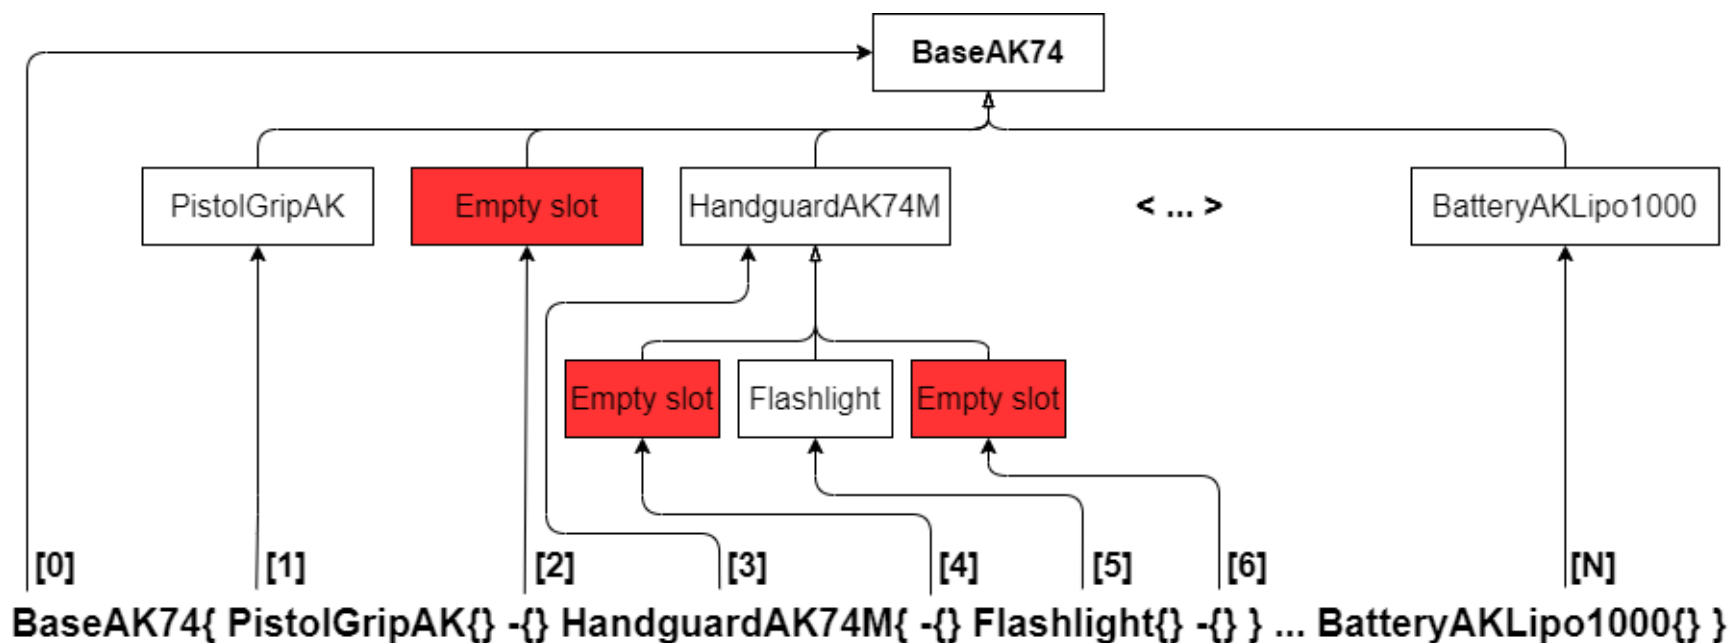 BaseAK74
PistolGripAK
Empty slot
HandguardAK74M
< ... >
BatteryAKLipo1000
Empty slot
Flashlight
Empty slot
[0]
[1]
[2]
[3]
[4]
[5]
[6]
[N]
BaseAK74{ PistolGripAK{} -{} HandguardAK74M{ -{} Flashlight{} -{} } ... BatteryAKLipo1000{} }